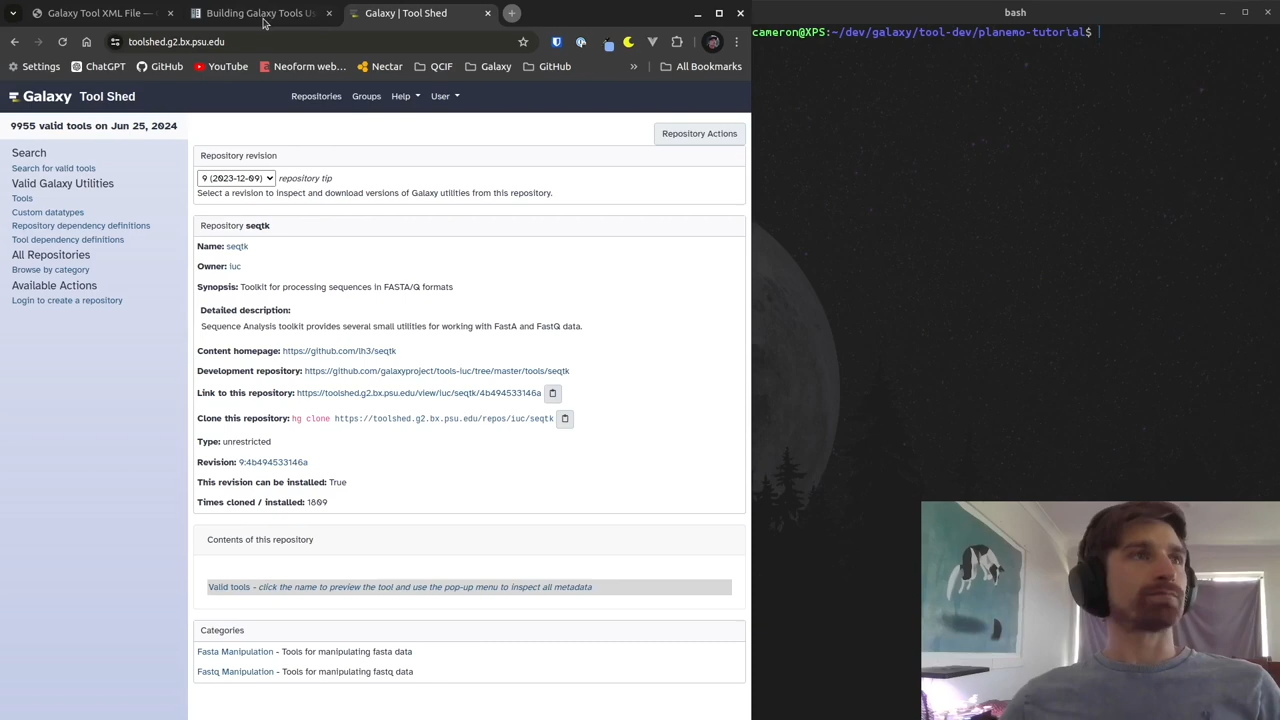 Galaxy Tool XML File —
Building Galaxy Tools Us
Galaxy | Tool Shed
bash
toolshed.g2.bx.psu.edu
Settings
ChatGPT
GitHub
YouTube
Neoform web...
Nectar
QCIF
Galaxy
GitHub
All Bookmarks
cameron@XPS:~/dev/galaxy/tool-dev/planemo-tutorial$
Galaxy Tool Shed
Repositories
Groups
Help
User
9955 valid tools on Jun 25, 2024
Search
Search for valid tools
Valid Galaxy Utilities
Tools
Custom datatypes
Repository dependency definitions
Tool dependency definitions
All Repositories
Browse by category
Available Actions
Login to create a repository
Repository Actions
Repository revision
9 (2023-12-09) repository tip
Select a revision to inspect and download versions of Galaxy utilities from this repository.
Repository seqtk
Name: seqtk
Owner: iuc
Synopsis: Toolkit for processing sequences in FASTA/Q formats
Detailed description:
Sequence Analysis toolkit provides several small utilities for working with FastA and FastQ data.
Content homepage: https://github.com/lh3/seqtk
Development repository: https://github.com/galaxyproject/tools-iuc/tree/master/tools/seqtk
Link to this repository: https://toolshed.g2.bx.psu.edu/view/iuc/seqtk/4b494533146a
Clone this repository: hg clone https://toolshed.g2.bx.psu.edu/repos/iuc/seqtk
Type: unrestricted
Revision: 9:4b494533146a
This revision can be installed: True
Times cloned / installed: 1809
Contents of this repository
Valid tools - click the name to preview the tool and use the pop-up menu to inspect all metadata
Categories
Fasta Manipulation - Tools for manipulating fasta data
Fastq Manipulation - Tools for manipulating fastq data